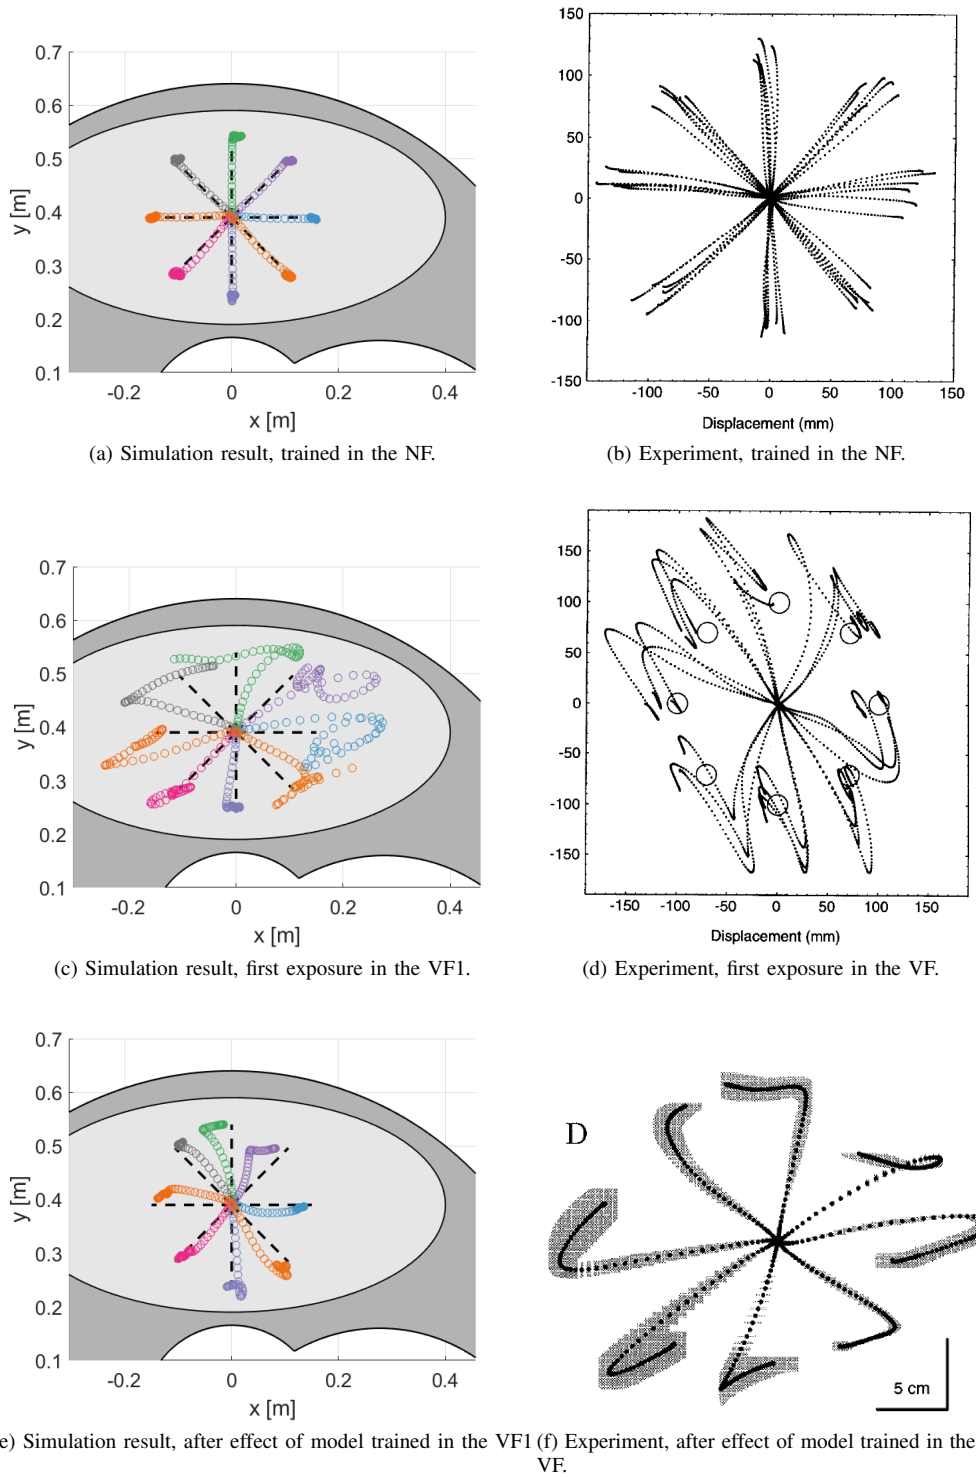 0.7
0.6
0.5
0.4
0.3
0.2
0.1
y [m]
-0.2 0 0.2 0.4
x [m]
(a) Simulation result, trained in the NF.
150
100
50
0
-50
-100
-150
-100 -50 0 50 100 150
Displacement (mm)
(b) Experiment, trained in the NF.
0.7
0.6
0.5
0.4
0.3
0.2
0.1
y [m]
-0.2 0 0.2 0.4
x [m]
(c) Simulation result, first exposure in the VF1.
150
100
50
0
-50
-100
-150
-150 -100 -50 0 50 100 150
Displacement (mm)
(d) Experiment, first exposure in the VF.
0.7
0.6
0.5
0.4
0.3
0.2
0.1
y [m]
-0.2 0 0.2 0.4
x [m]
e) Simulation result, after effect of model trained in the VF1
D
5 cm
(f) Experiment, after effect of model trained in the
VF.